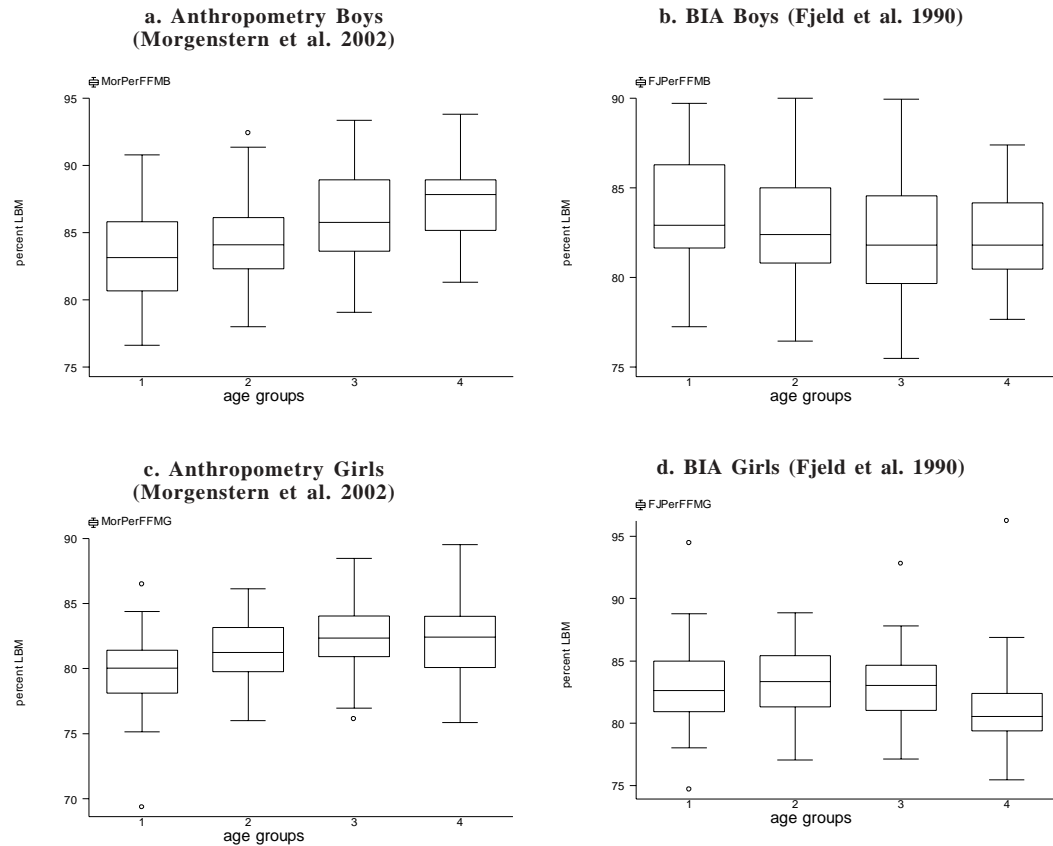 a. Anthropometry Boys
(Morgenstern et al. 2002)
MorPerFFMB
95
90
85
80
75
percent LBM
1 2 3 4
age groups
b. BIA Boys (Fjeld et al. 1990)
FJPerFFMB
90
85
80
75
percent LBM
1 2 3 4
age groups
c. Anthropometry Girls
(Morgenstern et al. 2002)
MorPerFFMG
90
85
80
75
70
percent LBM
1 2 3 4
age groups
d. BIA Girls (Fjeld et al. 1990)
FJPerFFMG
95
90
85
80
75
percent LBM
1 2 3 4
age groups